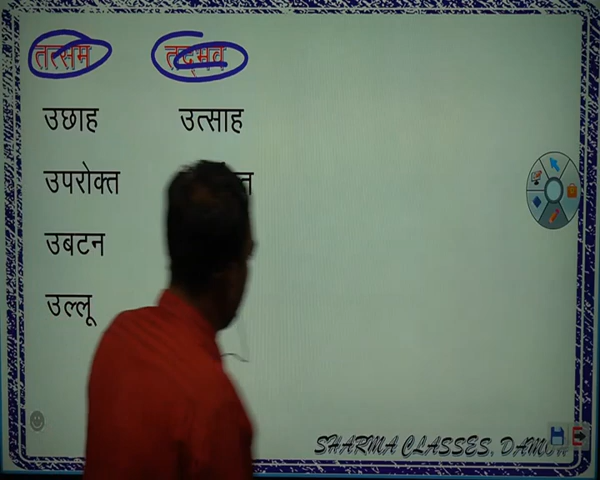 तत्सम तद्भव
उछाह उत्साह
उपरोक्त
उबटन
उल्लू
SHARMA CLASSES, DAMOH